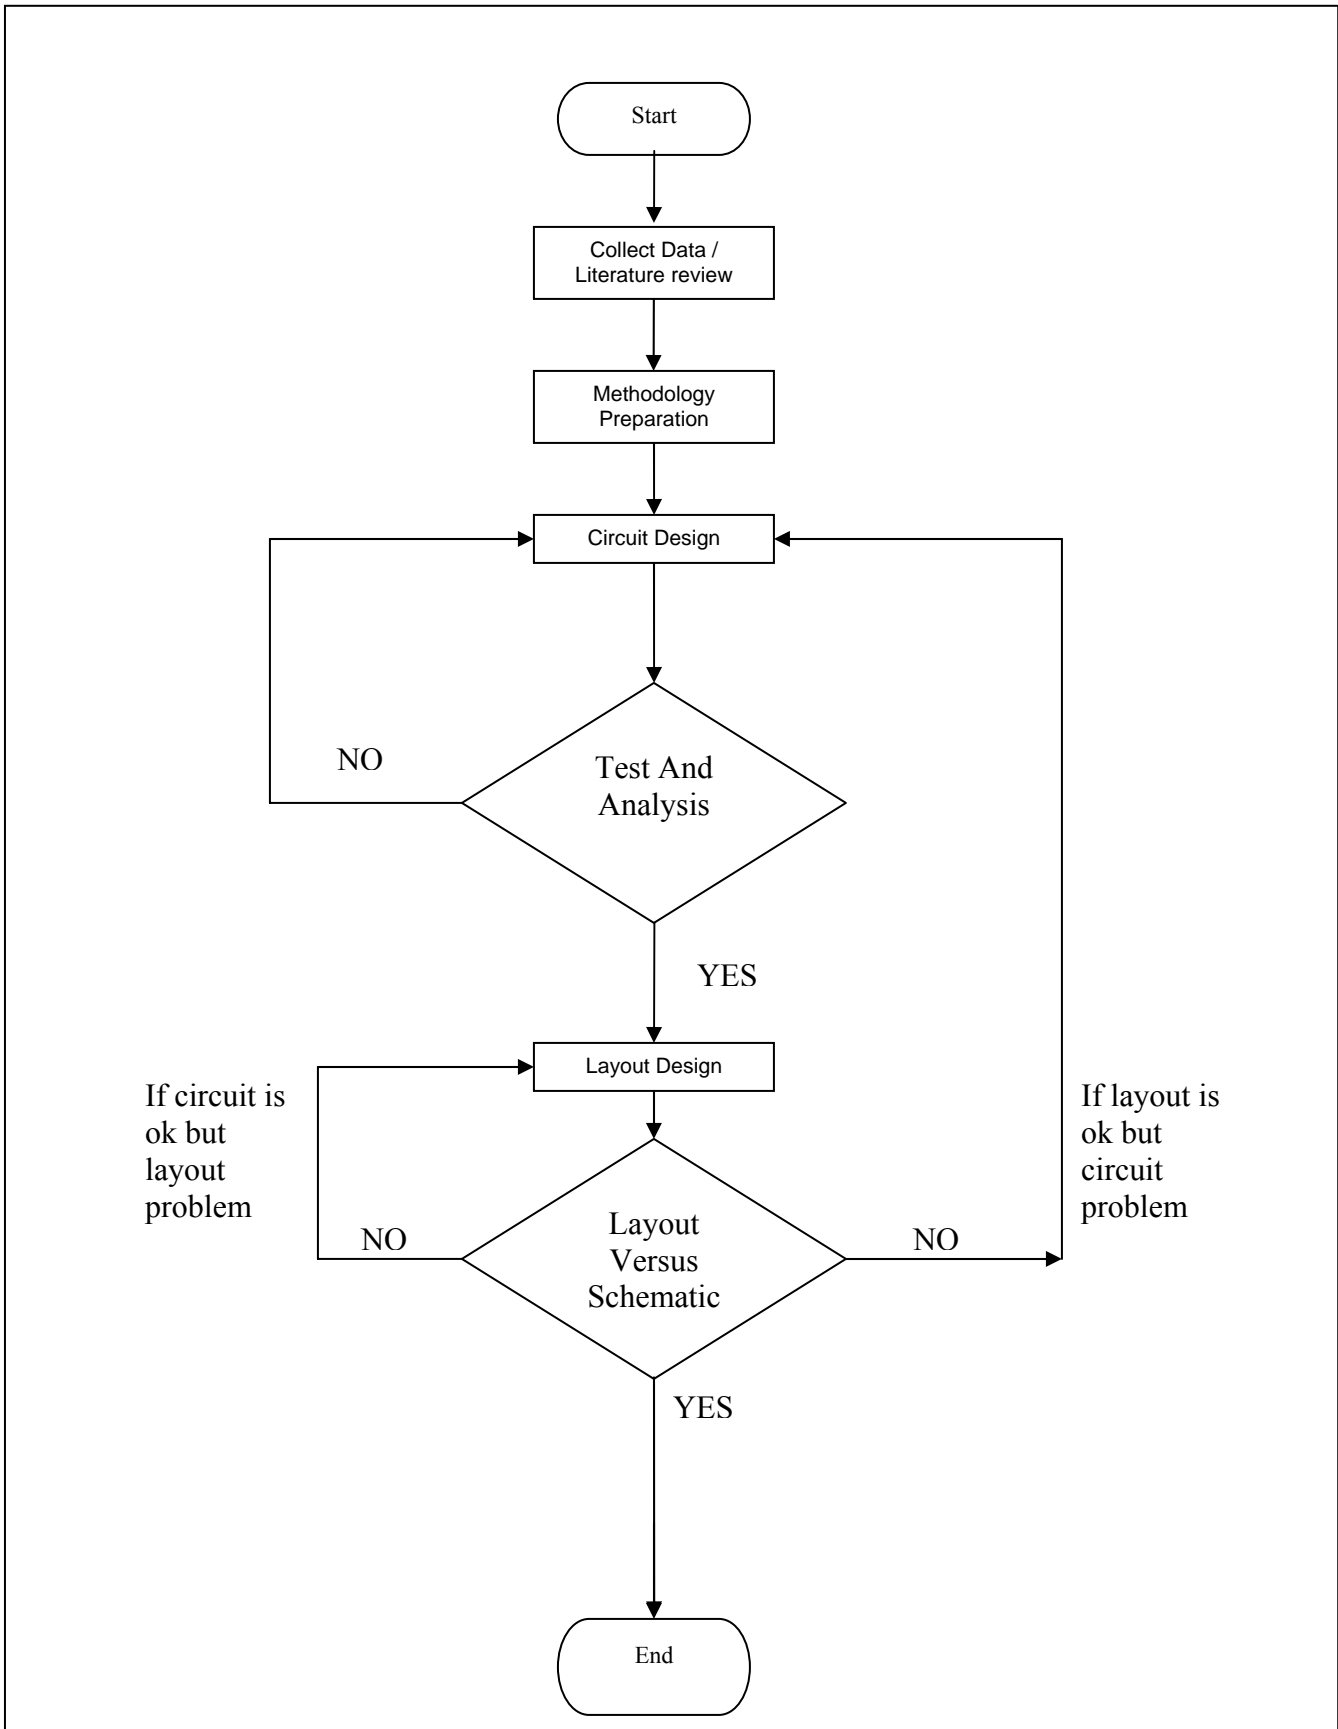 Start
Collect Data /
Literature review
Methodology
Preparation
Circuit Design
NO
Test And
Analysis
YES
Layout Design
If circuit is
ok but
layout
problem
If layout is
ok but
circuit
problem
NO
Layout
Versus
Schematic
NO
YES
End